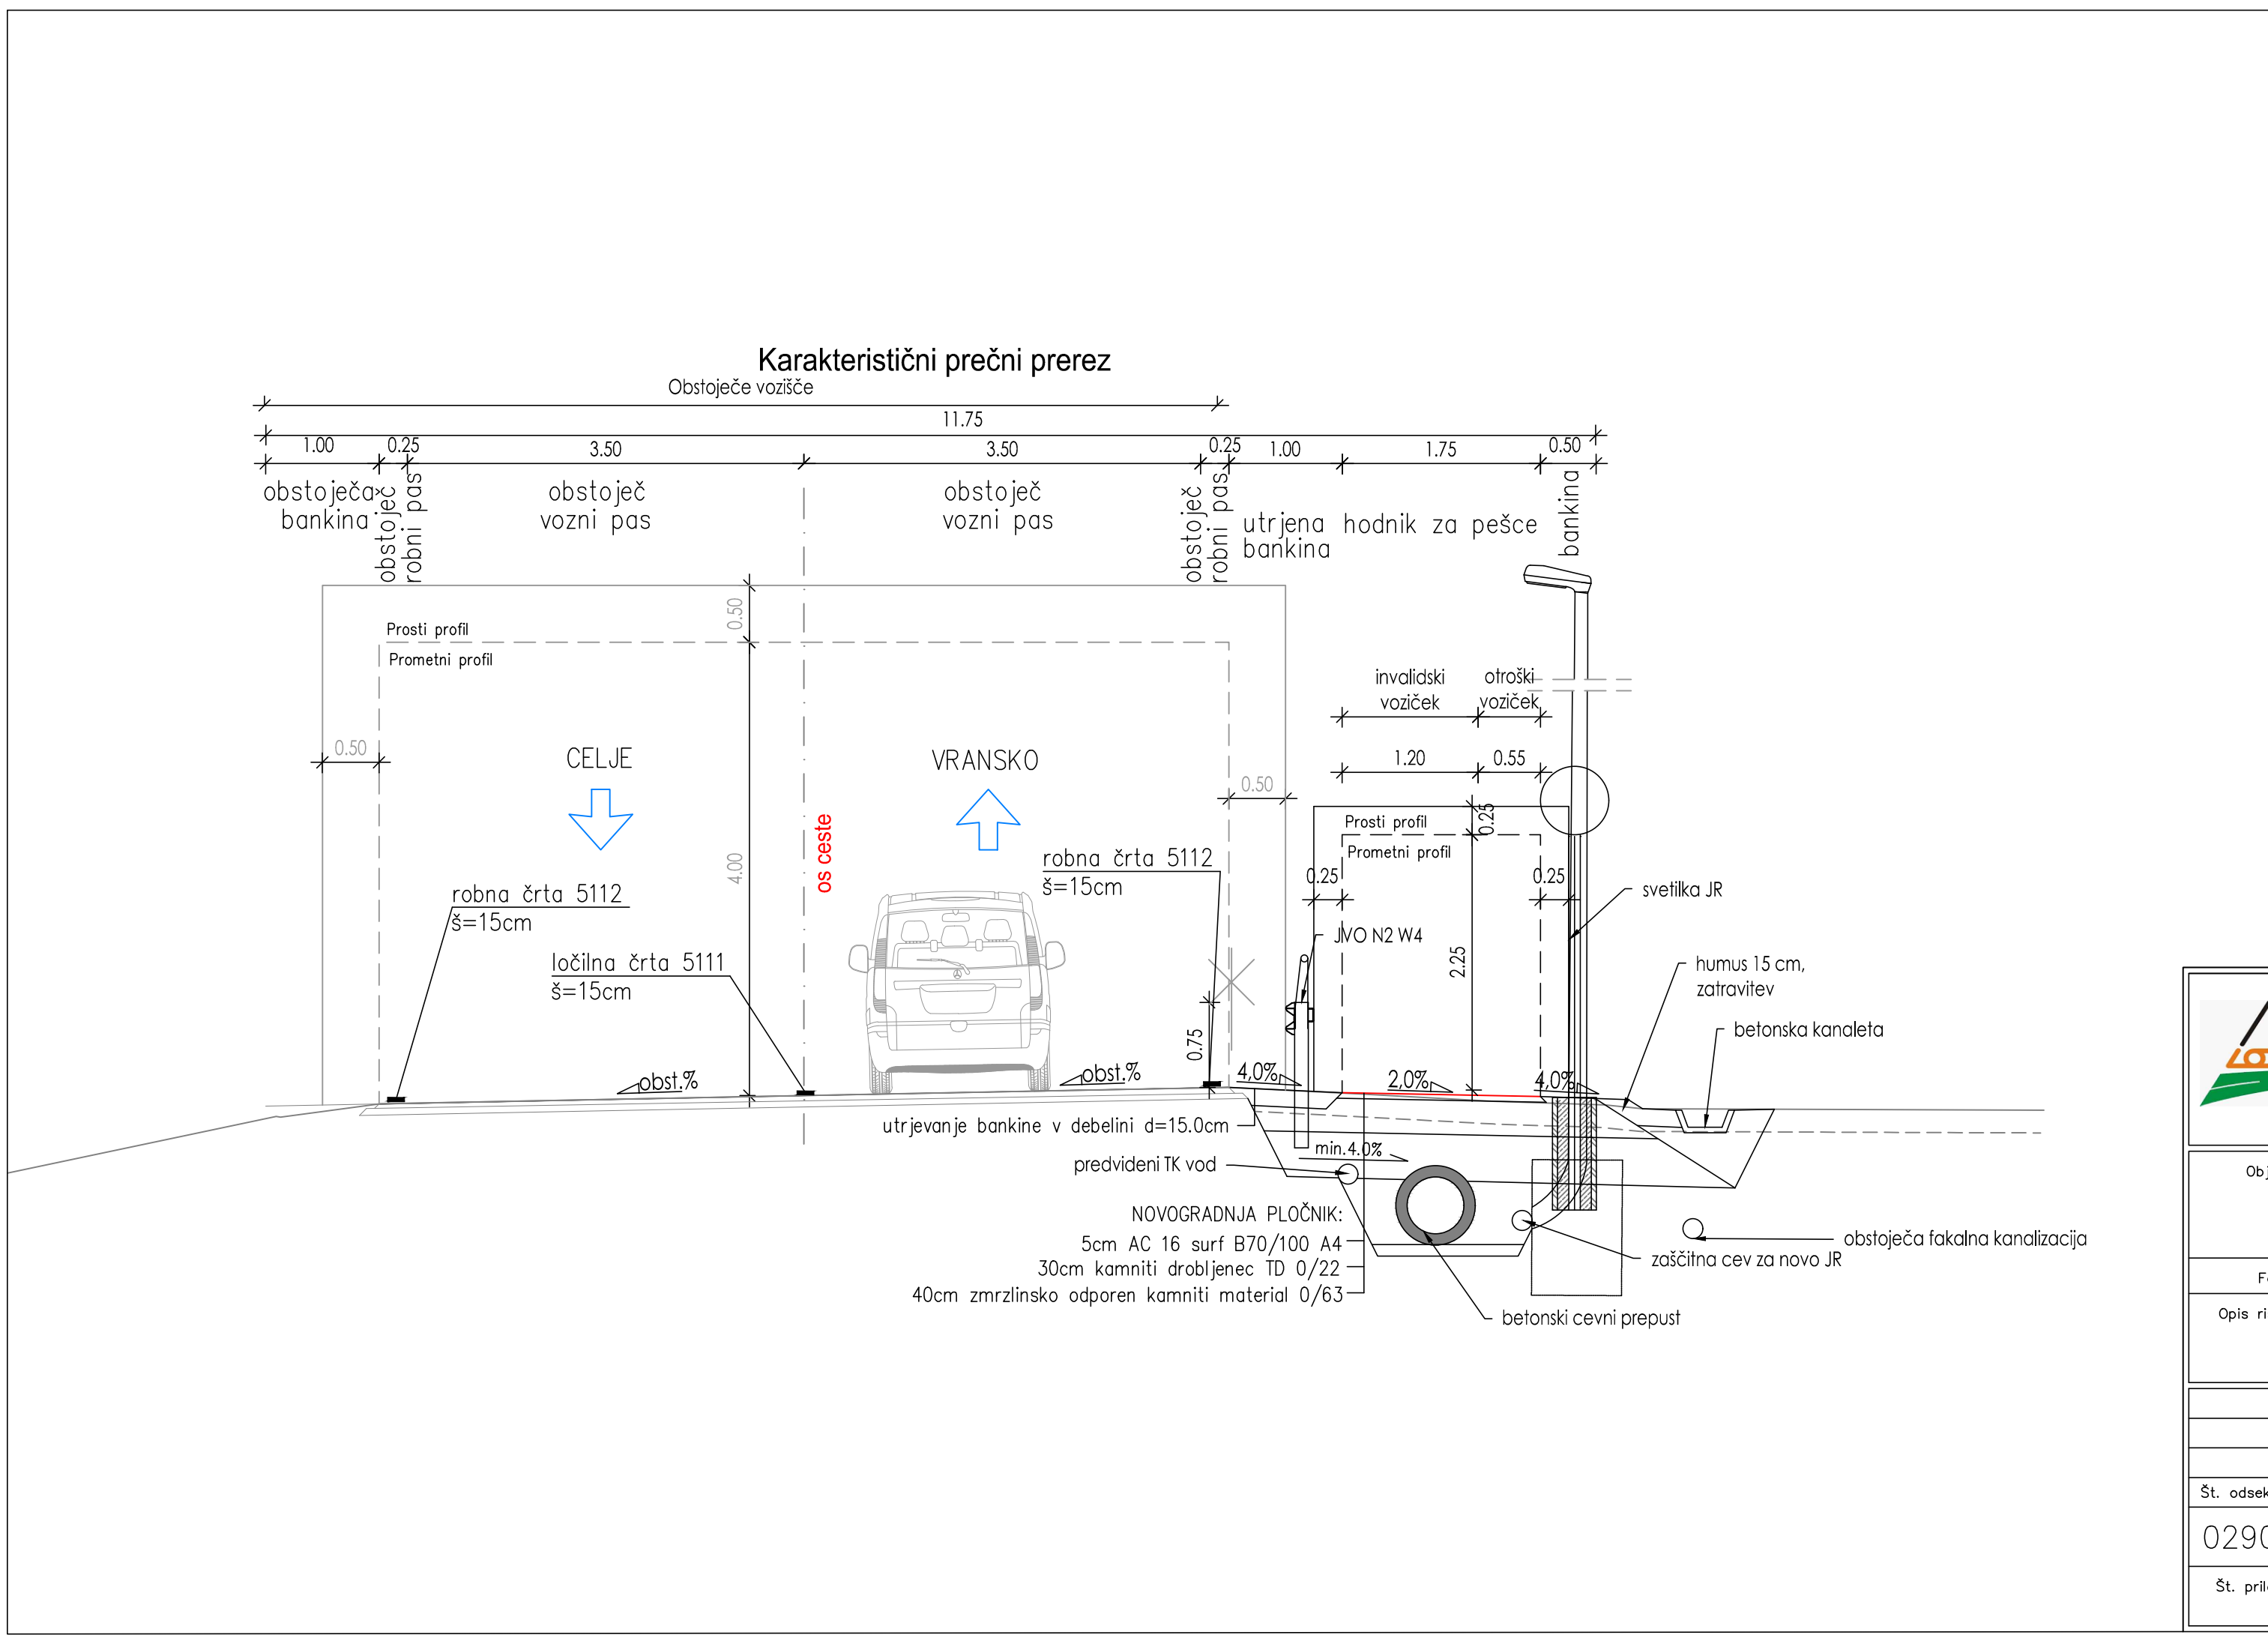 Karakteristični prečni prerez
Obstoječe vozišče
11.75
1.00
0.25
3.50
3.50
0.25
1.00
1.75
0.50
obstoječa
bankina
obstoječ
robni pas
obstoječ
vozni pas
obstoječ
vozni pas
obstoječ
robni pas
utrjena
bankina
hodnik za pešce
bankina
0.50
Prosti profil
Prometni profil
invalidski
voziček
otroški
voziček
0.50
CELJE
VRANSKO
1.20
0.55
0.50
0.25
Prosti profil
Prometni profil
os ceste
4.00
robna črta 5112
š=15cm
robna črta 5112
š=15cm
0.25
0.25
svetilka JR
JVO N2 W4
2.25
ločilna črta 5111
š=15cm
humus 15 cm,
zatravitev
betonska kanaleta
0.75
obst.%
obst.%
4,0%
2,0%
4,0%
utrjevanje bankine v debelini d=15.0cm
min.4.0%
predvideni TK vod
NOVOGRADNJA PLOČNIK:
5cm AC 16 surf B70/100 A4
30cm kamniti drobljenec TD 0/22
40cm zmrzlinsko odporen kamniti material 0/63
obstoječa fakalna kanalizacija
zaščitna cev za novo JR
betonski cevni prepust
Opis
Št. odsek
029
Št.